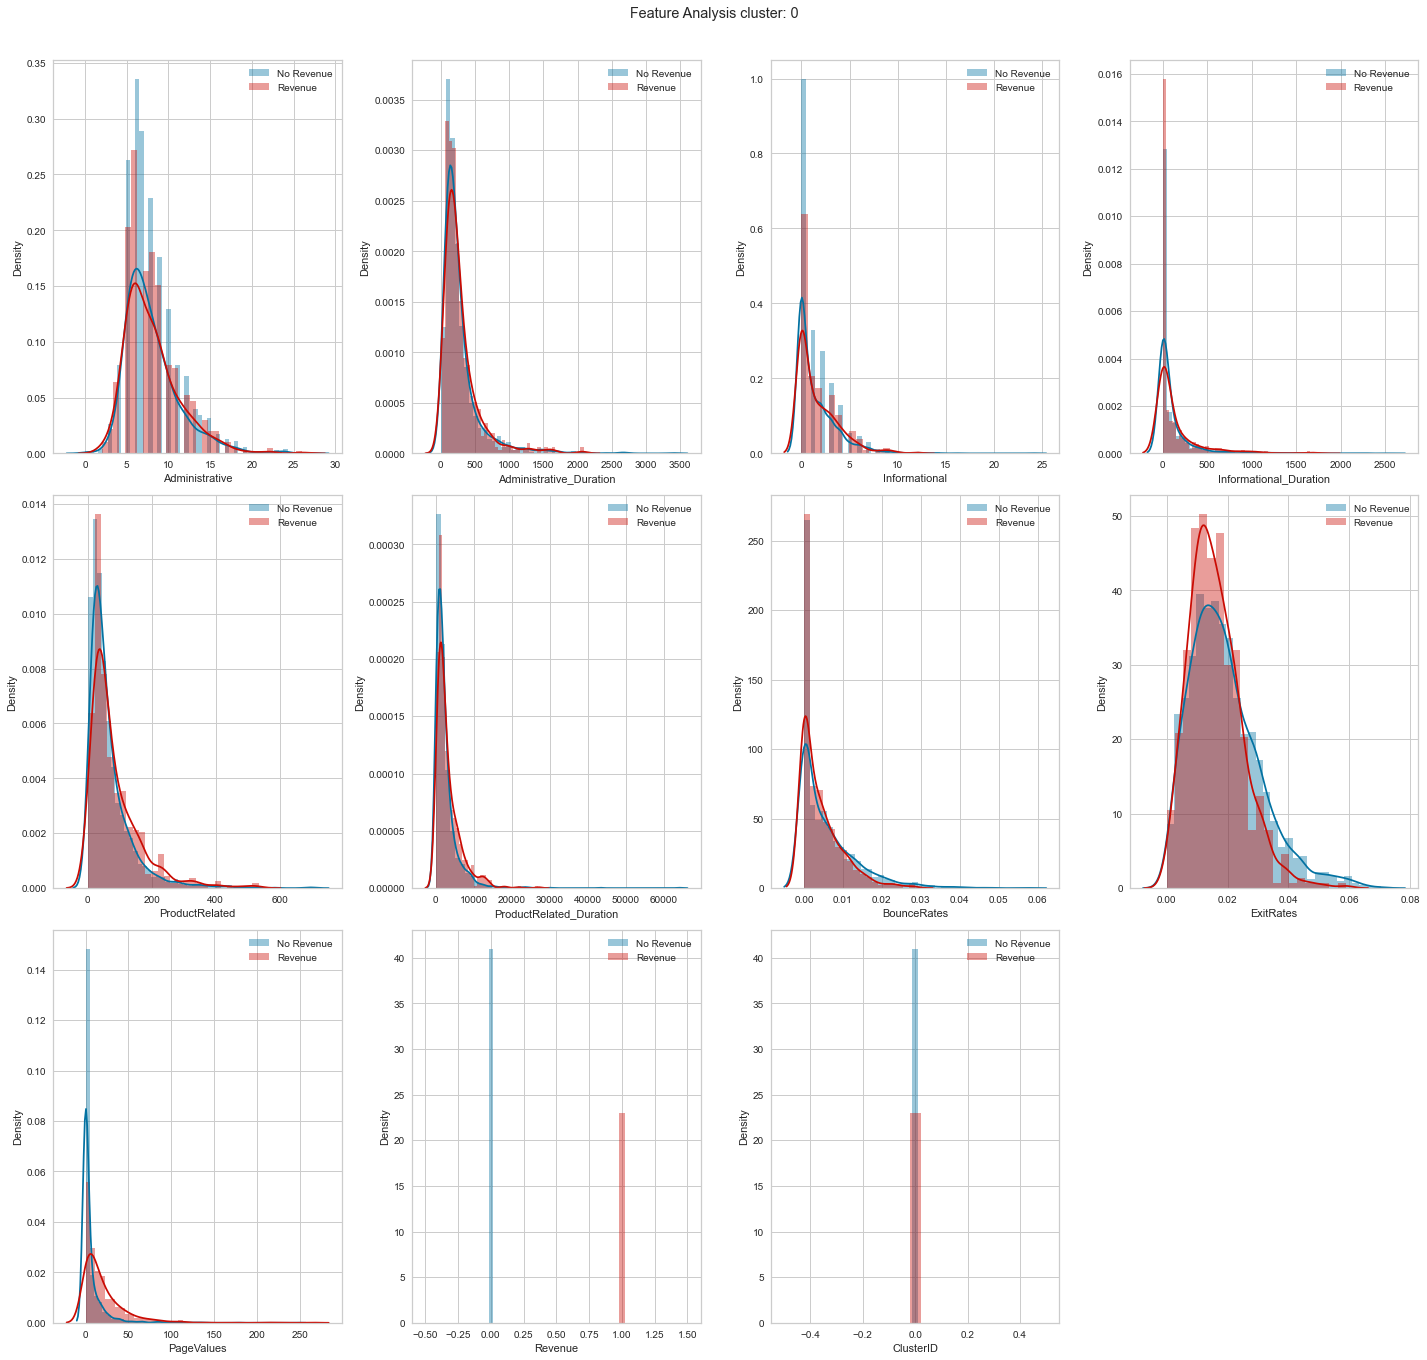 Feature Analysis cluster: 0
0.35
0.30
0.25
0.20
0.15
0.10
0.05
0.00
Density
No Revenue
Revenue
0 5 10 15 20 25 30
Administrative
0.0035
0.0030
0.0025
0.0020
0.0015
0.0010
0.0005
0.0000
Density
No Revenue
Revenue
0 500 1000 1500 2000 2500 3000 3500
Administrative_Duration
1.0
0.8
0.6
0.4
0.2
0.0
Density
No Revenue
Revenue
0 5 10 15 20 25
Informational
0.016
0.014
0.012
0.010
0.008
0.006
0.004
0.002
0.000
Density
No Revenue
Revenue
0 500 1000 1500 2000 2500
Informational_Duration
0.014
0.012
0.010
0.008
0.006
0.004
0.002
0.000
Density
No Revenue
Revenue
0 200 400 600
ProductRelated
0.00030
0.00025
0.00020
0.00015
0.00010
0.00005
0.00000
Density
No Revenue
Revenue
0 10000 20000 30000 40000 50000 60000
ProductRelated_Duration
250
200
150
100
50
0
Density
No Revenue
Revenue
0.00 0.01 0.02 0.03 0.04 0.05 0.06
BounceRates
50
40
30
20
10
0
Density
No Revenue
Revenue
0.00 0.02 0.04 0.06 0.08
ExitRates
0.14
0.12
0.10
0.08
0.06
0.04
0.02
0.00
Density
No Revenue
Revenue
0 50 100 150 200 250
PageValues
40
35
30
25
20
15
10
5
0
Density
No Revenue
Revenue
−0.50 −0.25 0.00 0.25 0.50 0.75 1.00 1.25 1.50
Revenue
40
35
30
25
20
15
10
5
0
Density
No Revenue
Revenue
−0.4 −0.2 0.0 0.2 0.4
ClusterID